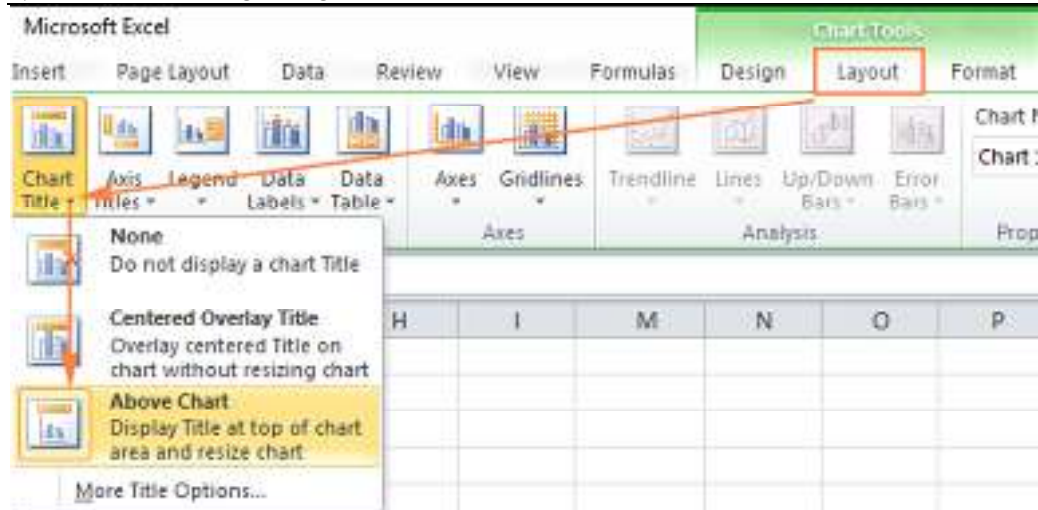 Microsoft Excel
Chart Tools
Insert Page Layout Data Review View Formulas Design Layout Format
Chart
Chart Title Axis Titles Legend Data Labels Data Table Axes Gridlines Trendline Lines Up/Down Bars Error Bars Chart
Axes Analysis Prop
None
Do not display a chart Title
Centered Overlay Title
Overlay centered Title on
chart without resizing chart
Above Chart
Display Title at top of chart
area and resize chart
More Title Options...
H I M N O P